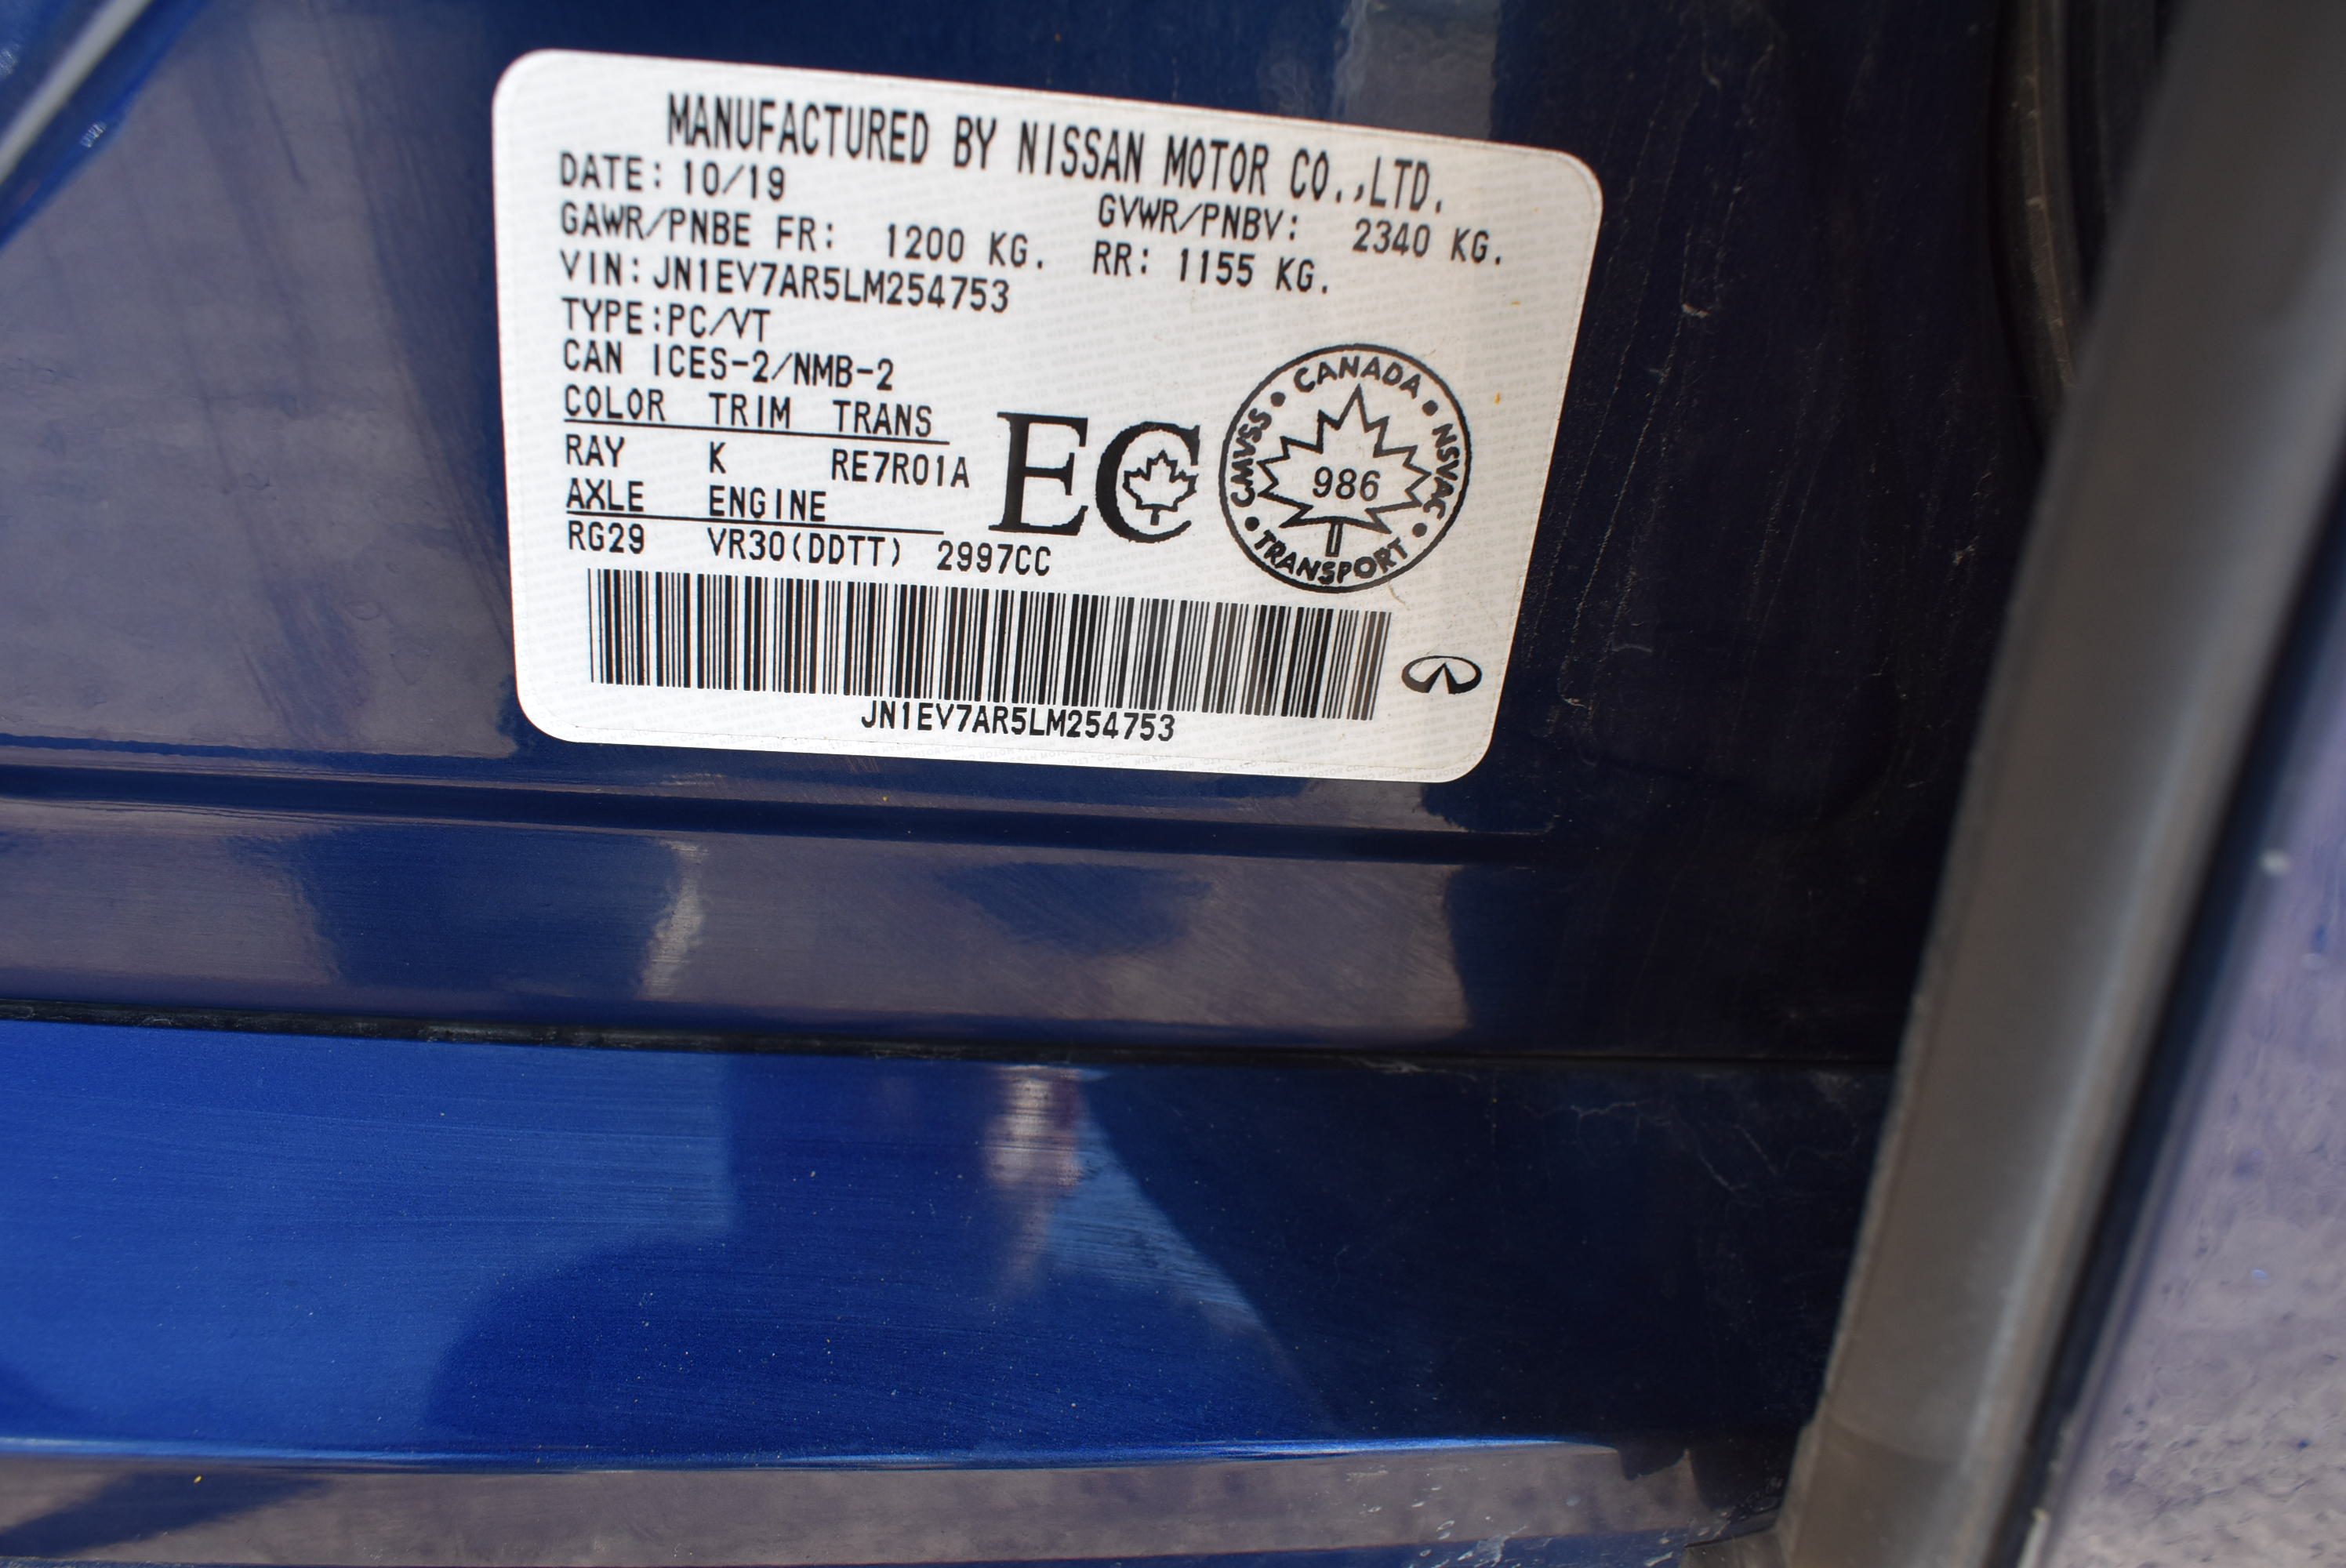 MANUFACTURED BY NISSAN MOTOR CO.,LTD.
DATE: 10/19 GVWR/PNBV: 2340 KG.
GAWR/PNBE FR: 1200 KG. RR: 1155 KG.
VIN: JN1EV7AR5LM254753
TYPE:PC/VT
CAN ICES-2/NMB-2
COLOR TRIM TRANS
RAY K RE7R01A
AXLE ENGINE
RG29 VR30(DDTT) 2997CC
EC
CANADA • NSVAC • TRANSPORT • CMVSS •
986
JN1EV7AR5LM254753